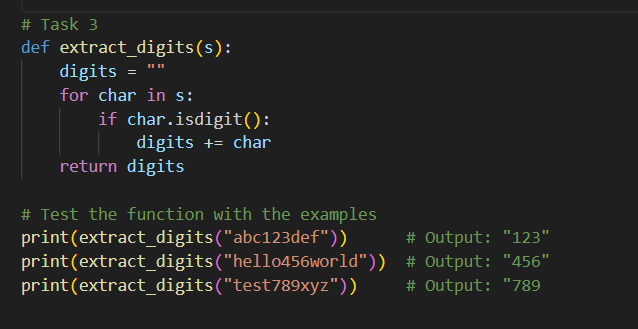 # Task 3
def extract_digits(s):
    digits = ""
    for char in s:
        if char.isdigit():
            digits += char
    return digits

# Test the function with the examples
print(extract_digits("abc123def"))      # Output: "123"
print(extract_digits("hello456world"))  # Output: "456"
print(extract_digits("test789xyz"))     # Output: "789